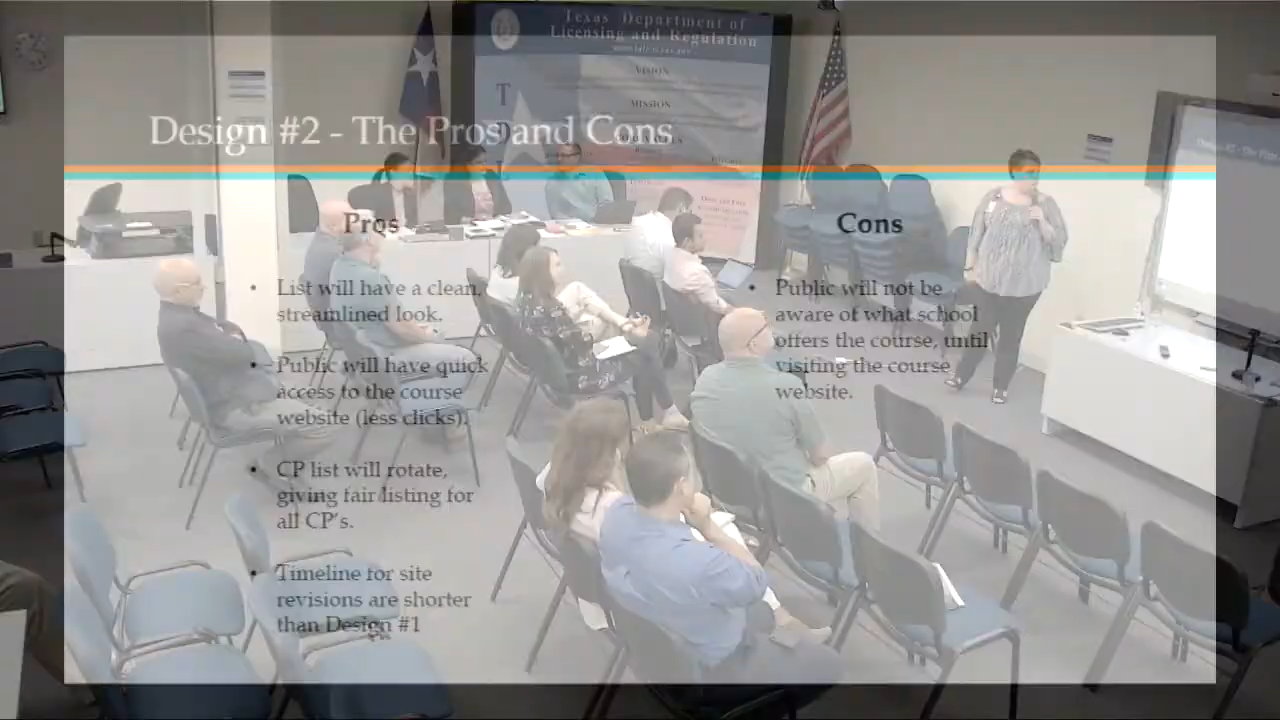 Texas Department of
Licensing and Regulation
VISION
MISSION
T
D
Design #2 - The Pros and Cons
Pros
• List will have a clean,
streamlined look.
• Public will have quick
access to the course
website (less clicks).
• CP list will rotate,
giving fair listing for
all CP's.
• Timeline for site
revisions are shorter
than Design #1
Cons
• Public will not be
aware of what school
offers the course, until
visiting the course
website.